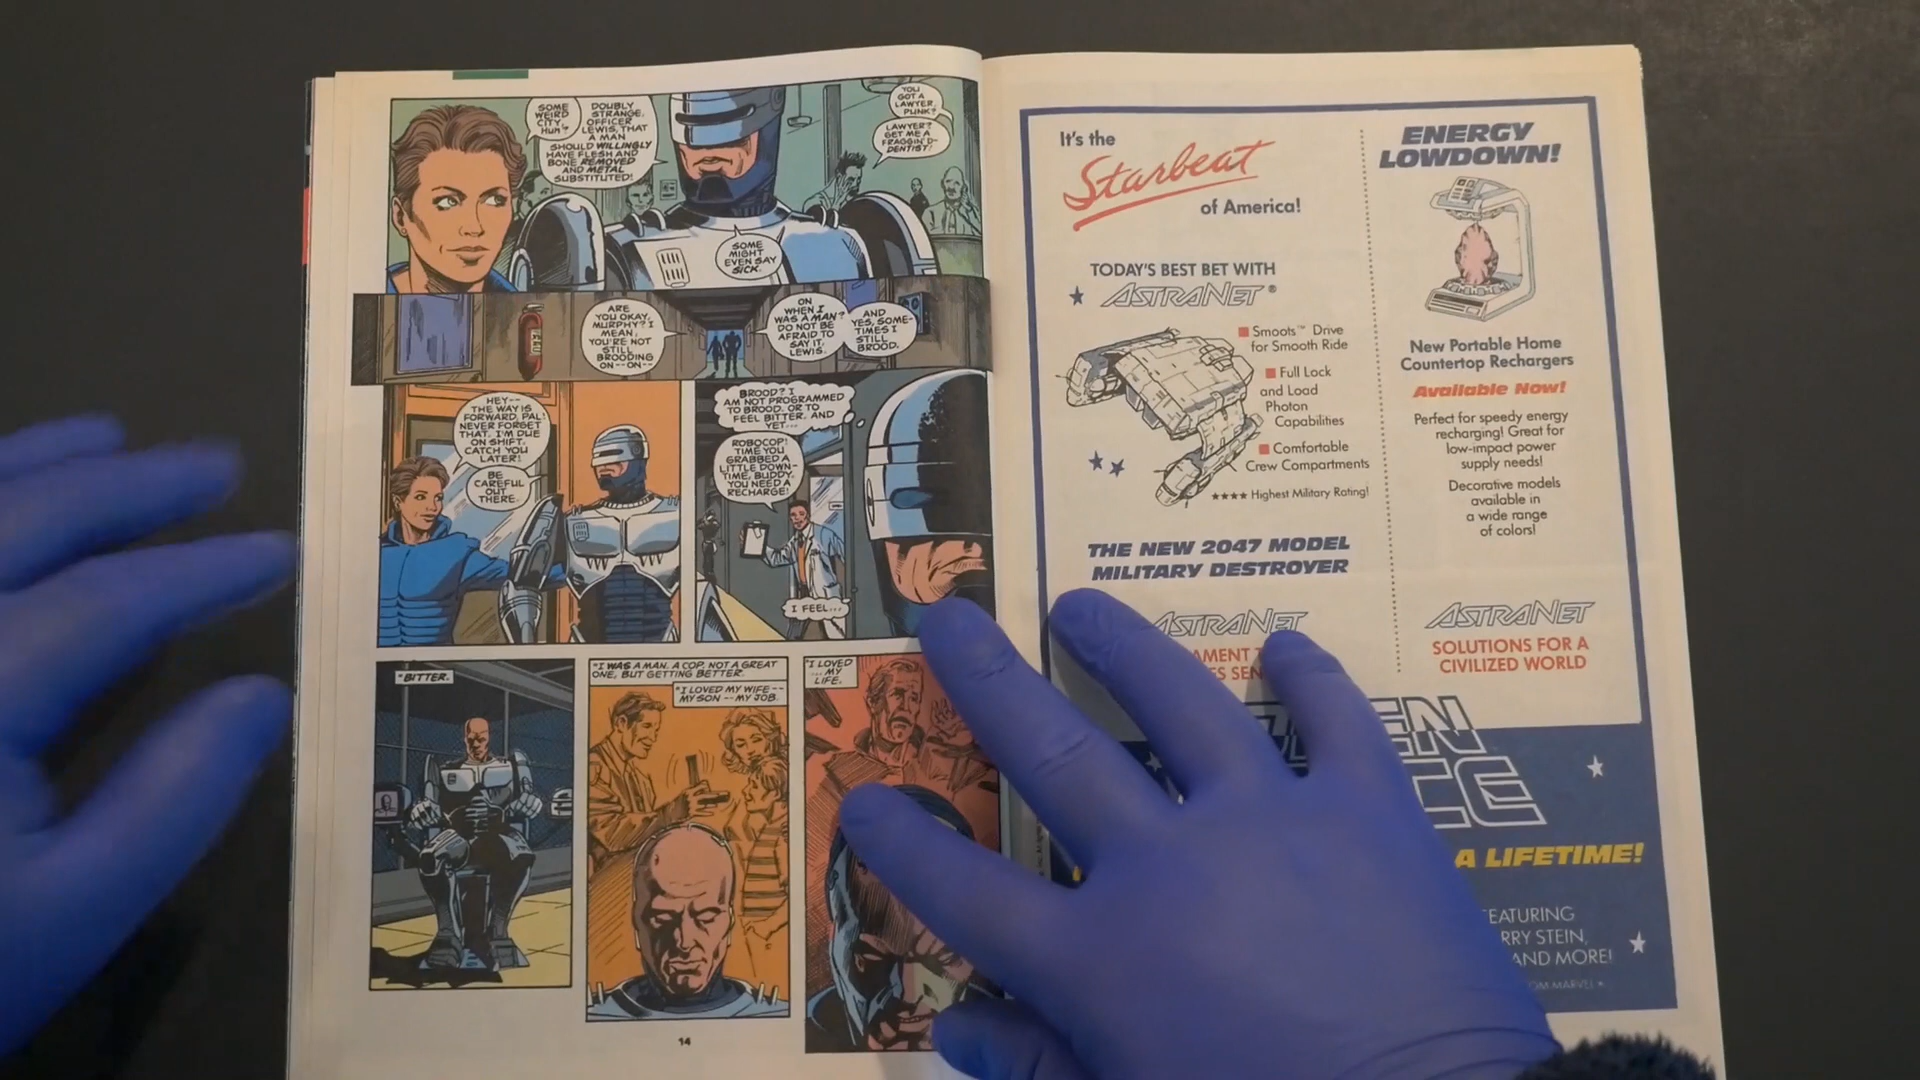 SOME
WEIRD
CITY,
HUH?
DOUBLY
STRANGE,
OFFICER
LEWIS, THAT
A MAN
SHOULD WILLINGLY
HAVE FLESH AND
BONE REMOVED
AND METAL
SUBSTITUTED!
SOME
MIGHT
EVEN SAY
SICK.
YOU
GOT A
LAWYER,
PUNK?
LAWYER?
GET ME A
FRAGGIN' D-
DENTIST!
ARE
YOU OKAY,
MURPHY? I
MEAN,
YOU'RE NOT
STILL
BROODING
ON--ON--
ON
WHEN I
WAS A MAN?
DO NOT BE
AFRAID TO
SAY IT,
LEWIS.
AND
YES, SOME-
TIMES I
STILL
BROOD.
HEY--
THE WAY IS
FORWARD, PAL!
NEVER FORGET
THAT. I'M DUE
ON SHIFT.
CATCH YOU
LATER!
BE
CAREFUL
OUT
THERE.
BROOD? I
AM NOT PROGRAMMED
TO BROOD. OR TO
FEEL BITTER. AND
YET...
ROBOCOP!
TIME YOU
GRABBED A
LITTLE DOWN-
TIME, BUDDY.
YOU NEED A
RECHARGE!
I FEEL...
"BITTER.
"I WAS A MAN. A COP. NOT A GREAT
ONE, BUT GETTING BETTER.
"I LOVED MY WIFE--
MY SON--MY JOB.
"I LOVED
...MY
LIFE.
14
It's the
Starbeat
of America!
TODAY'S BEST BET WITH
ASTRANET®
Smoots™ Drive
for Smooth Ride
Full Lock
and Load
Photon
Capabilities
Comfortable
Crew Compartments
★★★★ Highest Military Rating!
THE NEW 2047 MODEL
MILITARY DESTROYER
ASTRANET
ENERGY
LOWDOWN!
New Portable Home
Countertop Rechargers
Available Now!
Perfect for speedy energy
recharging! Great for
low-impact power
supply needs!
Decorative models
available in
a wide range
of colors!
ASTRANET
SOLUTIONS FOR A
CIVILIZED WORLD
A LIFETIME!
FEATURING
STEIN,
AND MORE!